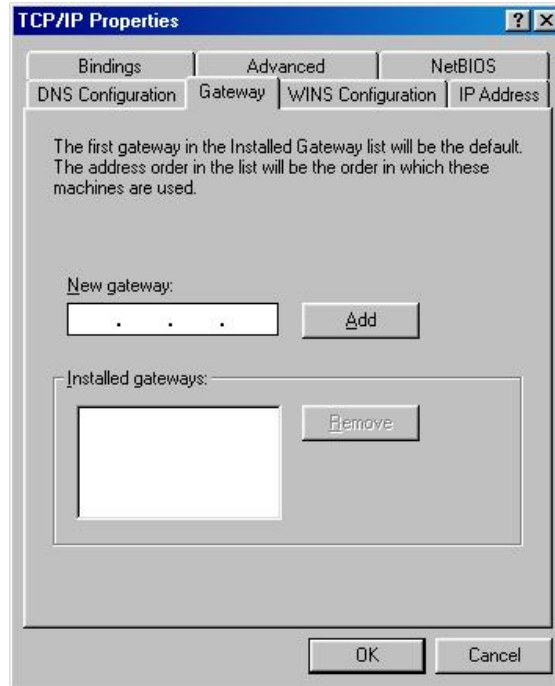 TCP/IP Properties
Bindings Advanced NetBIOS
DNS Configuration Gateway WINS Configuration IP Address
The first gateway in the Installed Gateway list will be the default.
The address order in the list will be the order in which these
machines are used.
New gateway:
. . .
Add
Installed gateways:
Remove
OK Cancel